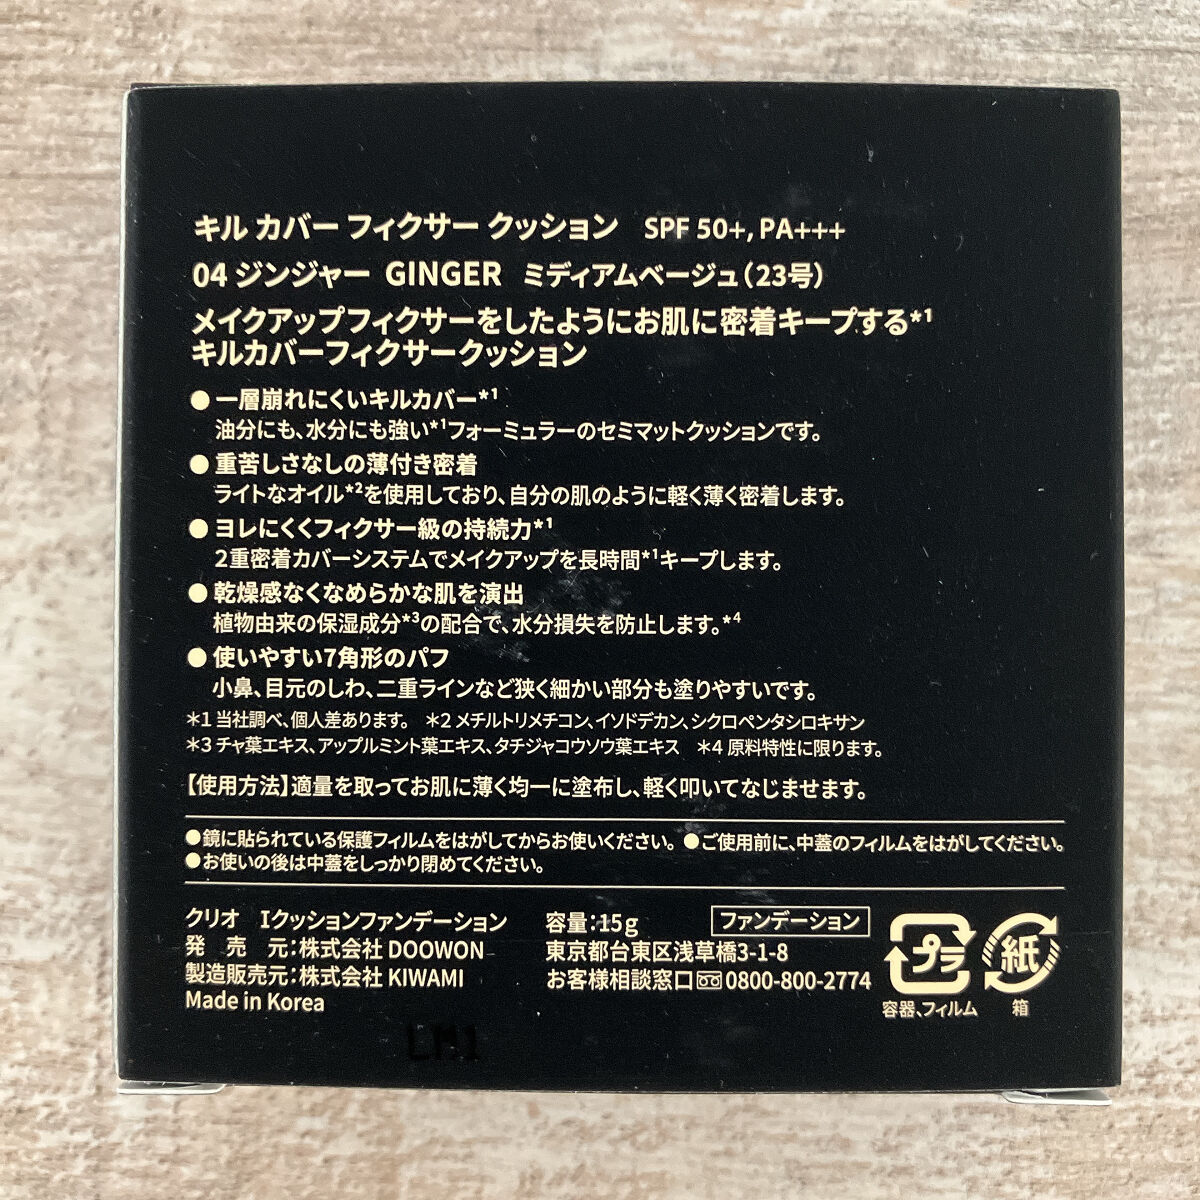 キル カバー フィクサー クッション SPF 50+, PA+++
04 ジンジャー GINGER ミディアムベージュ(23号)
メイクアップフィクサーをしたようにお肌に密着キープする*1
キルカバーフィクサークッション
●一層崩れにくいキルカバー*1
油分にも、水分にも強い*1フォーミュラーのセミマットクッションです。
●重苦しさなしの薄付き密着
ライトなオイル*2を使用しており、自分の肌のように軽く薄く密着します。
●ヨレにくくフィクサー級の持続力*1
2重密着カバーシステムでメイクアップを長時間*1キープします。
●乾燥感なくなめらかな肌を演出
植物由来の保湿成分*3の配合で、水分損失を防止します。*4
●使いやすい7角形のパフ
小鼻、目元のしわ、二重ラインなど狭く細かい部分も塗りやすいです。
*1 当社調べ、個人差あります。 *2 メチルトリメチコン、イソドデカン、シクロペンタシロキサン
*3 チャ葉エキス、アップルミント葉エキス、タチジャコウソウ葉エキス *4 原料特性に限ります。
【使用方法】適量を取ってお肌に薄く均一に塗布し、軽く叩いてなじませます。
●鏡に貼られている保護フィルムをはがしてからお使いください。 ●ご使用前に、中蓋のフィルムをはがしてください。
●お使いの後は中蓋をしっかり閉めてください。
クリオ Iクッションファンデーション 容量:15g ファンデーション
発売元:株式会社 DOOWON 東京都台東区浅草橋3-1-8
製造販売元:株式会社 KIWAMI お客様相談窓口 0800-800-2774
Made in Korea
プラ 紙
容器、フィルム 箱
LM1